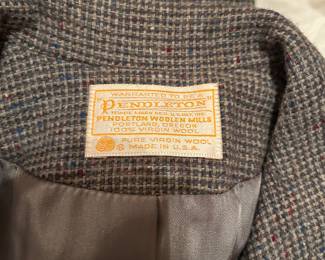 WARRANTED TO BE A
"PENDLETON"
PENDLETON WOOLEN MILLS
PORTLAND, OREGON
100% VIRGIN WOOL
PURE VIRGIN WOOL
MADE IN U.S.A.